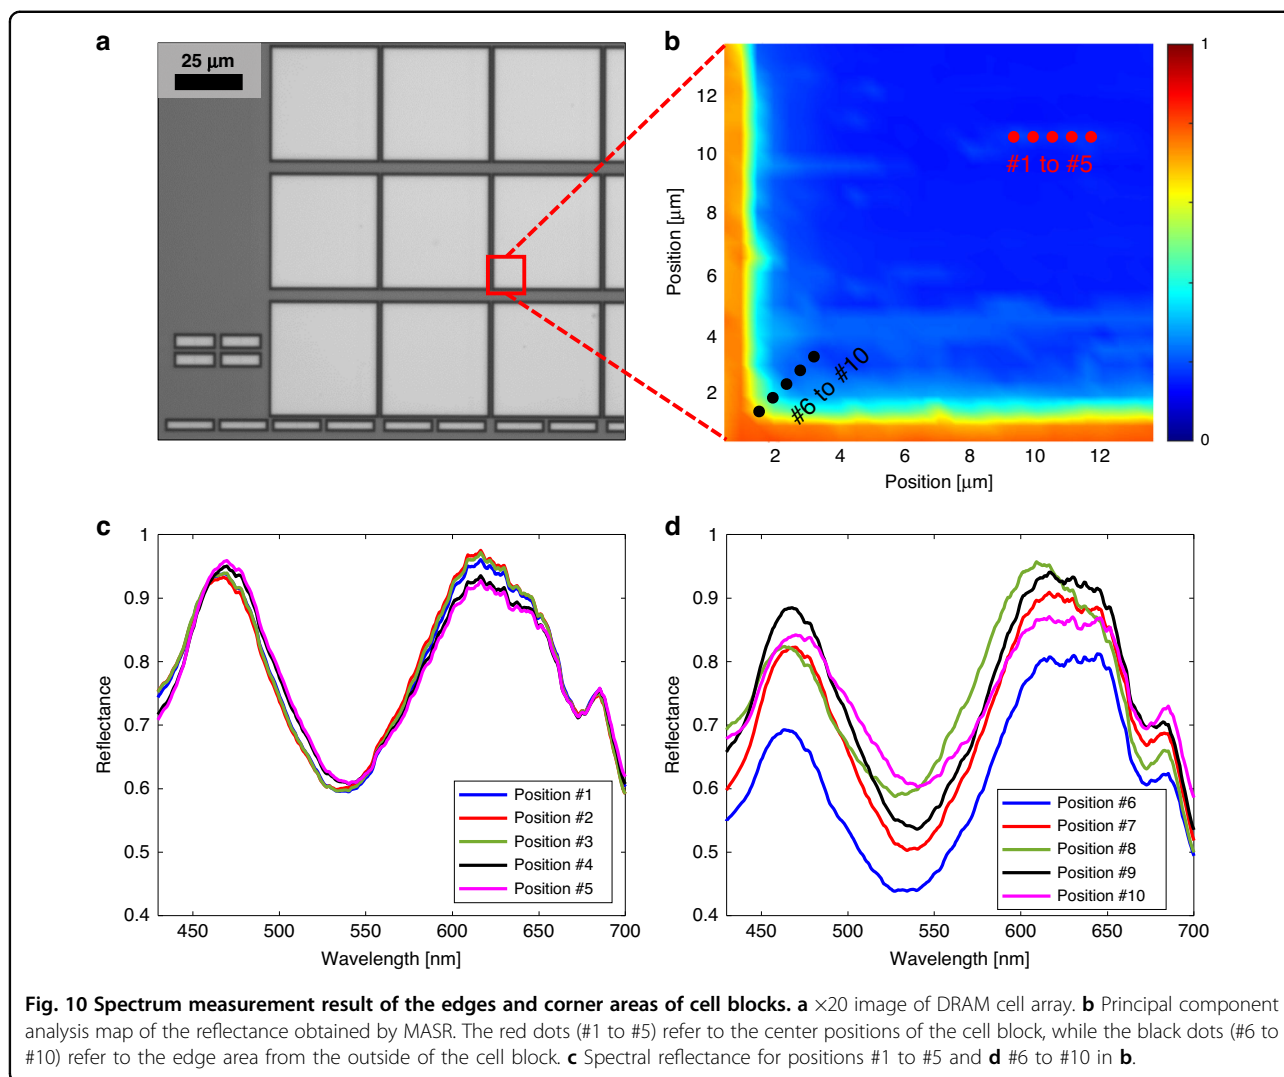 a
25 μm
b
12
10
8
6
4
2
Position [μm]
#1 to #5
#6 to #10
2
4
6
8
10
12
Position [μm]
1
0
c
1
0.9
0.8
0.7
0.6
0.5
0.4
Reflectance
Position #1
Position #2
Position #3
Position #4
Position #5
450
500
550
600
650
700
Wavelength [nm]
d
1
0.9
0.8
0.7
0.6
0.5
0.4
Reflectance
Position #6
Position #7
Position #8
Position #9
Position #10
450
500
550
600
650
700
Wavelength [nm]
Fig. 10 Spectrum measurement result of the edges and corner areas of cell blocks. a ×20 image of DRAM cell array. b Principal component
analysis map of the reflectance obtained by MASR. The red dots (#1 to #5) refer to the center positions of the cell block, while the black dots (#6 to
#10) refer to the edge area from the outside of the cell block. c Spectral reflectance for positions #1 to #5 and d #6 to #10 in b.